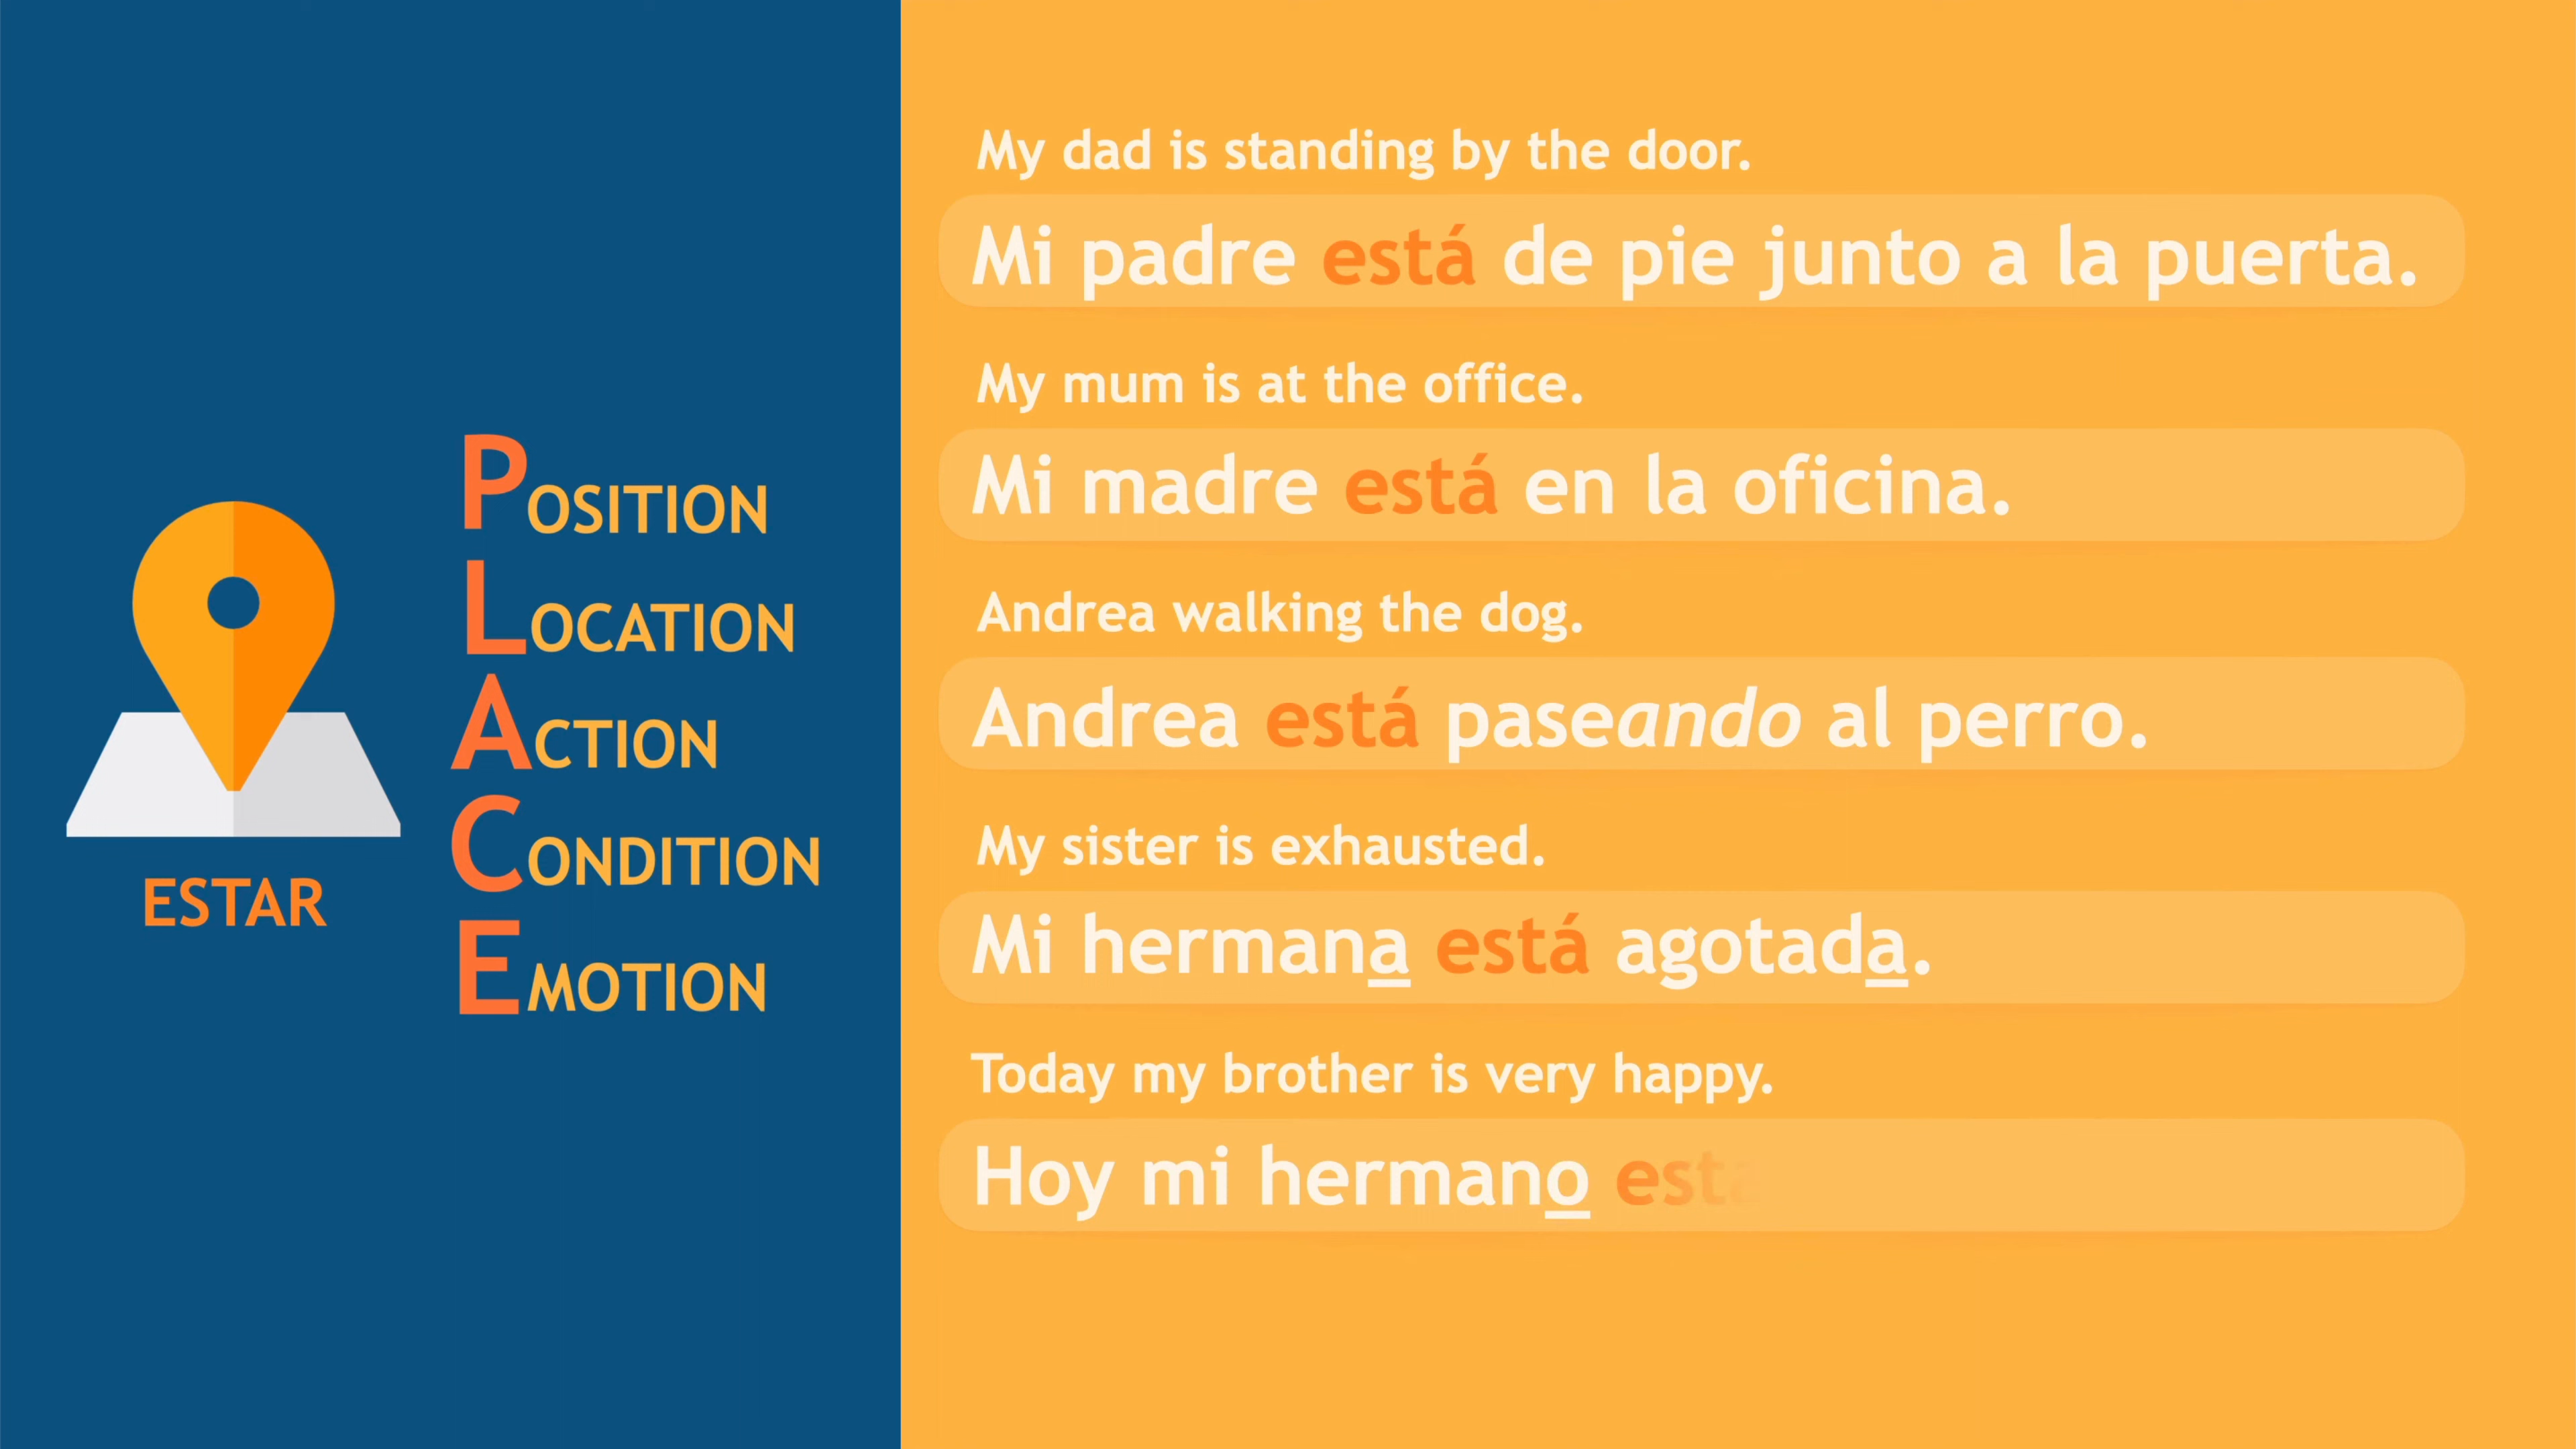 POSITION
LOCATION
ACTION
CONDITION
EMOTION
ESTAR
My dad is standing by the door.
Mi padre está de pie junto a la puerta.
My mum is at the office.
Mi madre está en la oficina.
Andrea walking the dog.
Andrea está paseando al perro.
My sister is exhausted.
Mi hermana está agotada.
Today my brother is very happy.
Hoy mi hermano